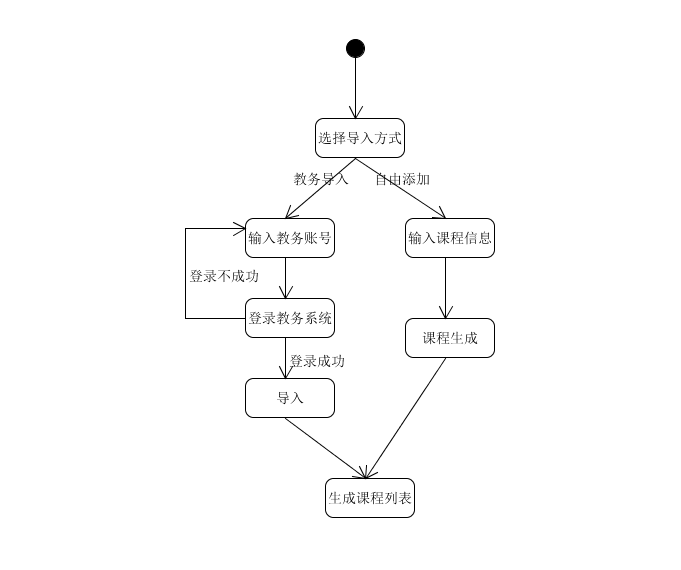 选择导入方式
教务导入
自由添加
输入教务账号
输入课程信息
登录不成功
登录教务系统
课程生成
登录成功
导入
生成课程列表